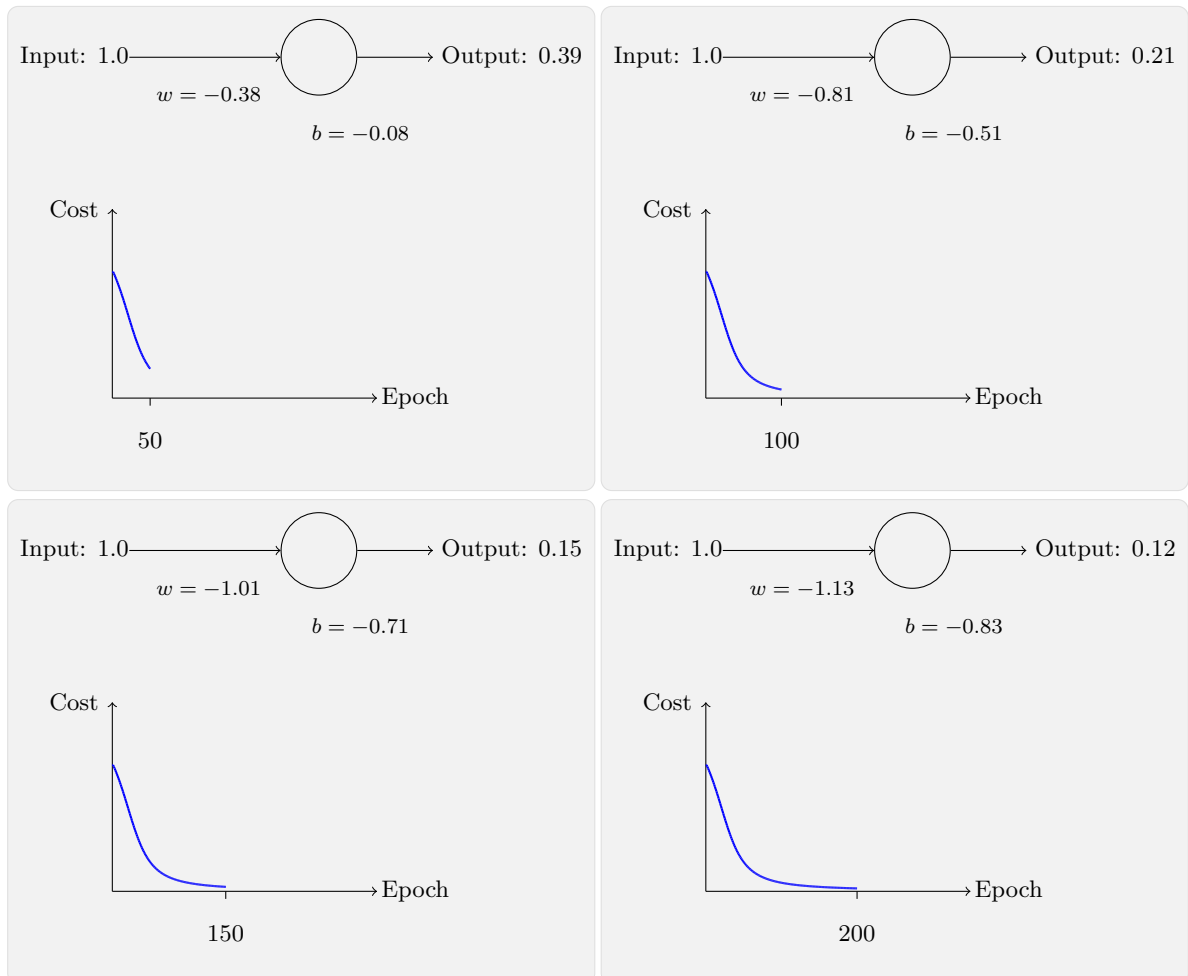 Input: 1.0
Output: 0.39
w = −0.38
b = −0.08
Cost
Epoch
50
Input: 1.0
Output: 0.21
w = −0.81
b = −0.51
Cost
Epoch
100
Input: 1.0
Output: 0.15
w = −1.01
b = −0.71
Cost
Epoch
150
Input: 1.0
Output: 0.12
w = −1.13
b = −0.83
Cost
Epoch
200